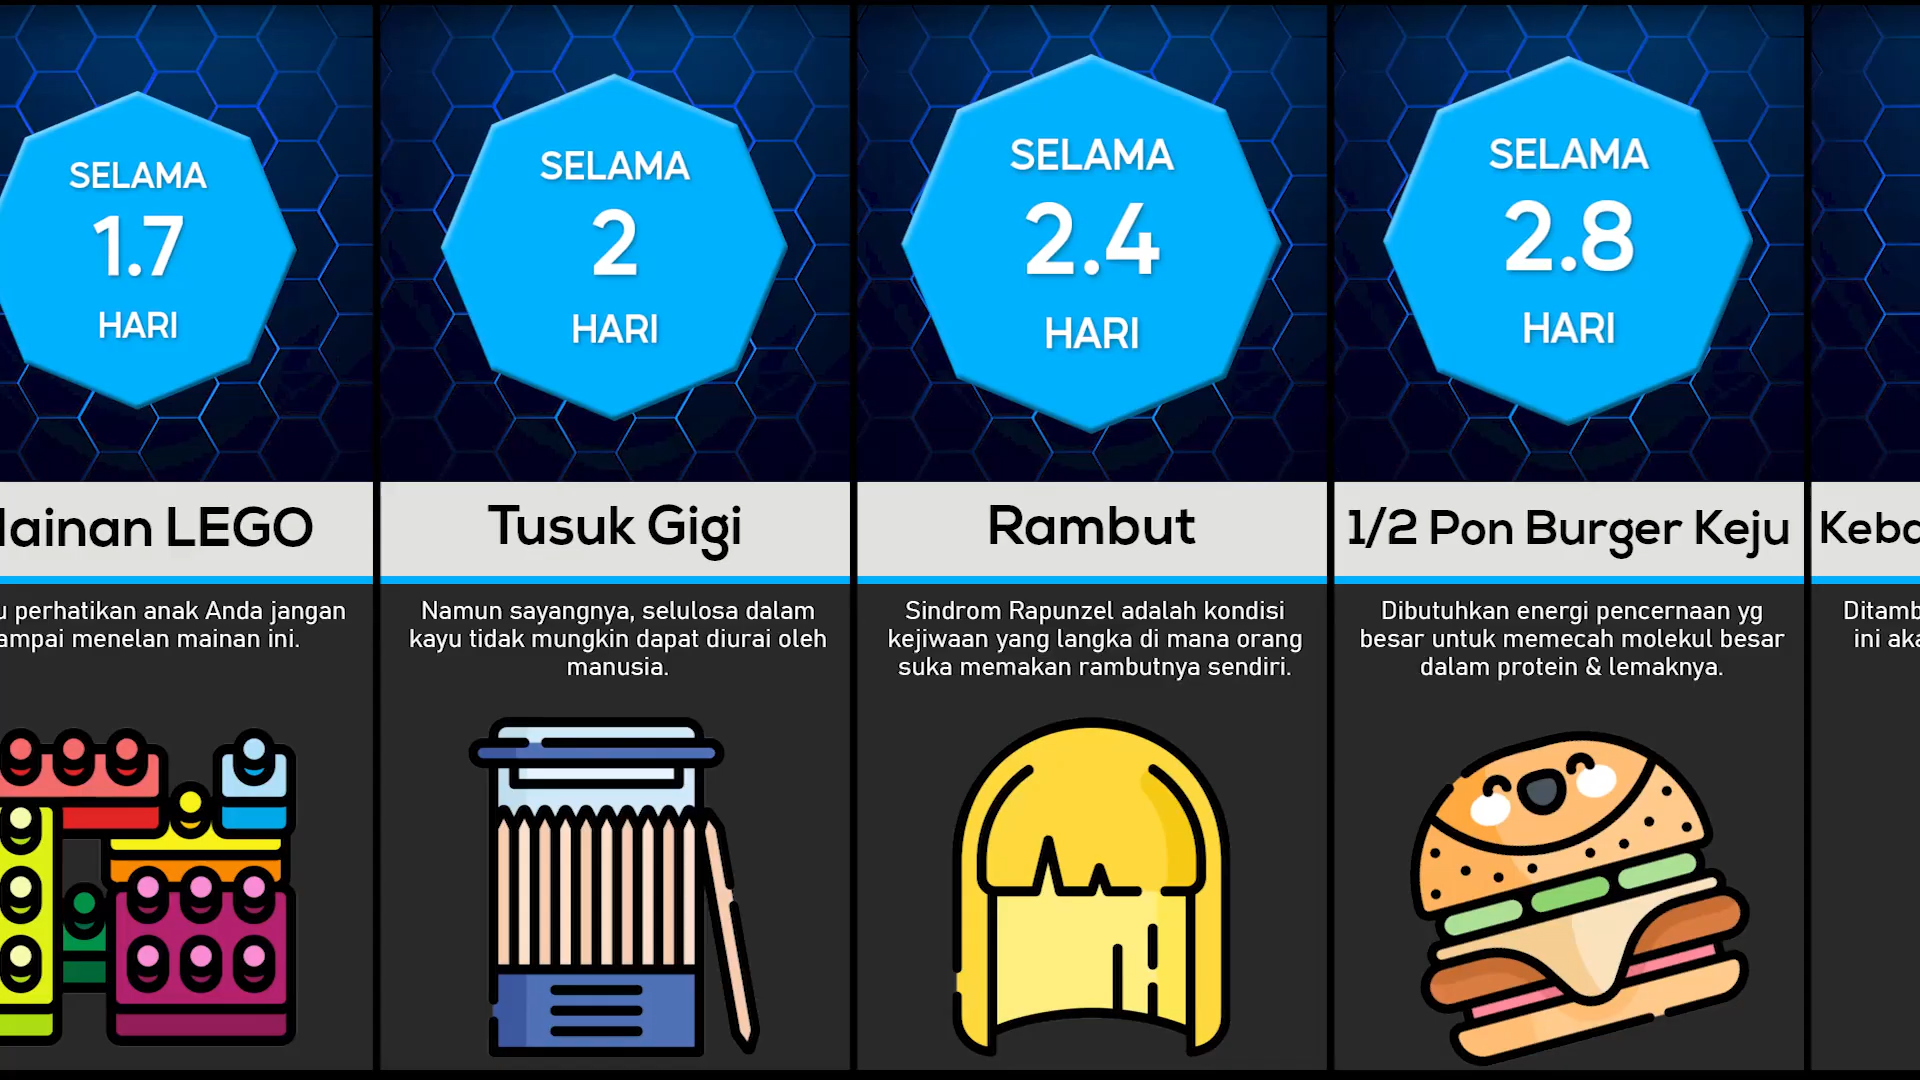 SELAMA
1.7
HARI
LEGO
perhatikan anak Anda jangan
menelan mainan ini.
SELAMA
2
HARI
Tusuk Gigi
Namun sayangnya, selulosa dalam
kayu tidak mungkin dapat diurai oleh
manusia.
SELAMA
2.4
HARI
Rambut
Sindrom Rapunzel adalah kondisi
kejiwaan yang langka di mana orang
suka memakan rambutnya sendiri.
SELAMA
2.8
HARI
1/2 Pon Burger Keju
Dibutuhkan energi pencernaan yg
besar untuk memecah molekul besar
dalam protein & lemaknya.
ini